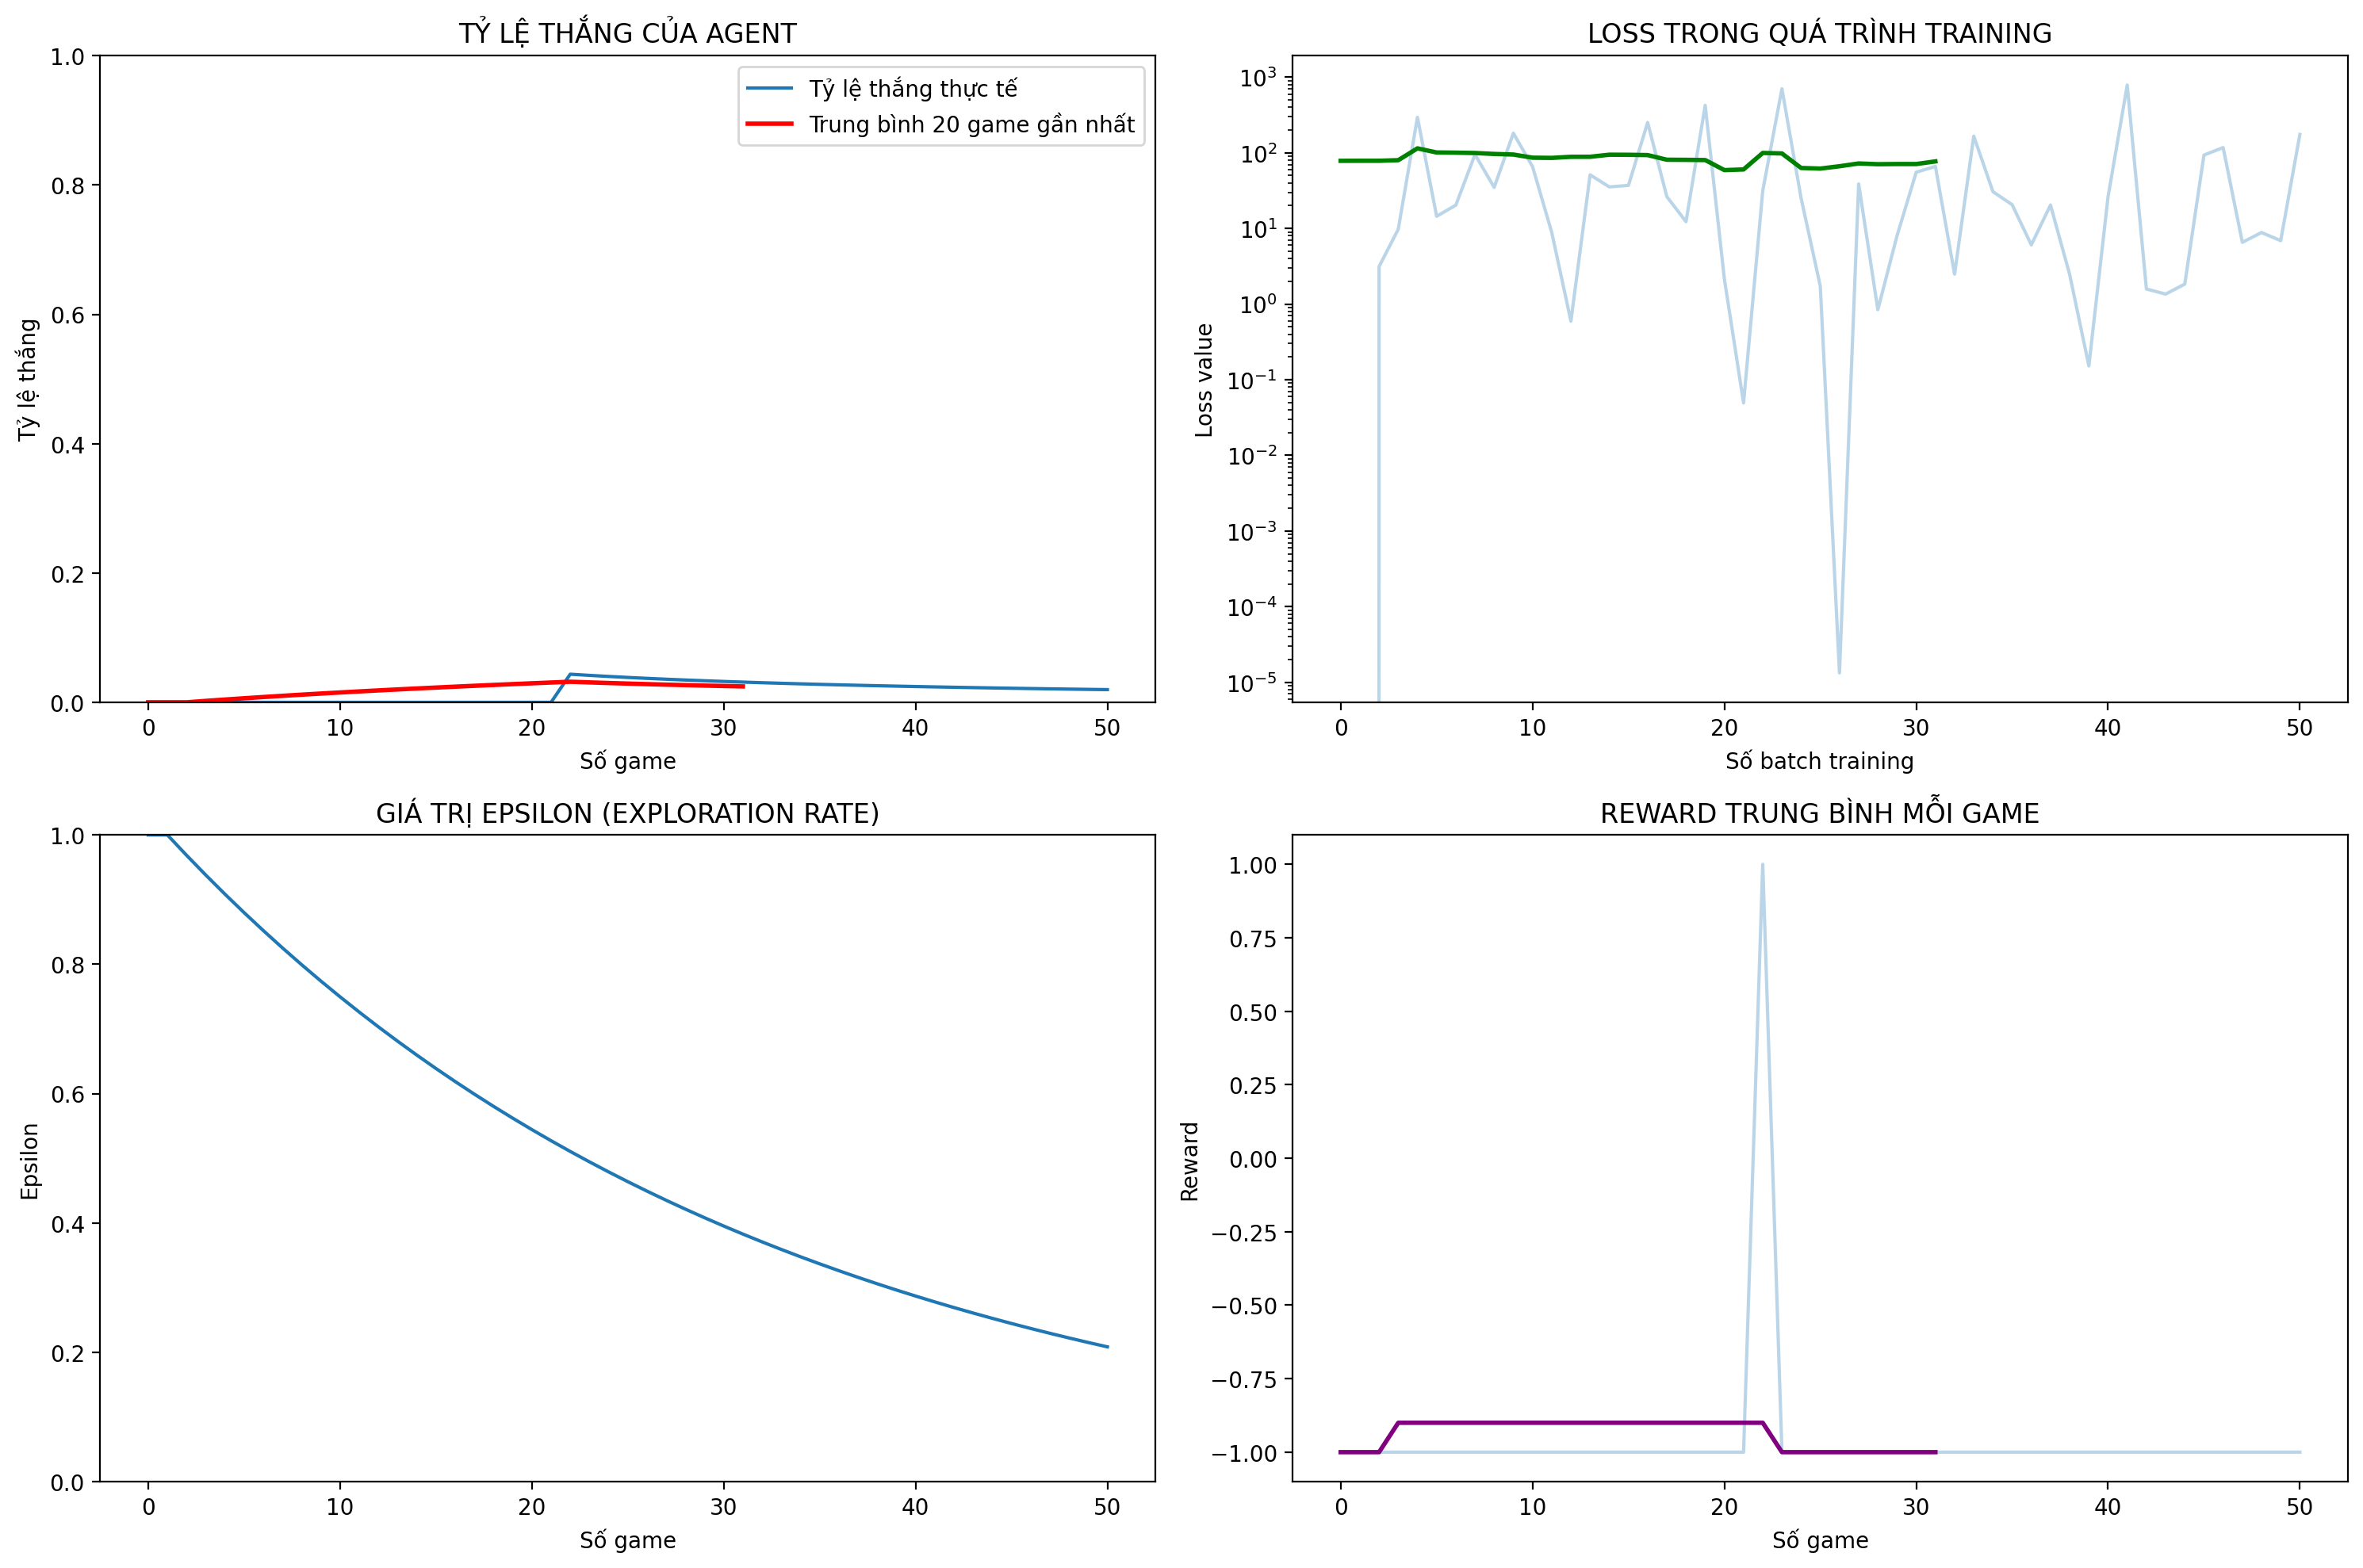 TỶ LỆ THẮNG CỦA AGENT
1.0
0.8
0.6
0.4
0.2
0.0
Tỷ lệ thắng
Tỷ lệ thắng thực tế
Trung bình 20 game gần nhất
0 10 20 30 40 50
Số game
LOSS TRONG QUÁ TRÌNH TRAINING
10³
10²
10¹
10⁰
10⁻¹
10⁻²
10⁻³
10⁻⁴
10⁻⁵
Loss value
0 10 20 30 40 50
Số batch training
GIÁ TRỊ EPSILON (EXPLORATION RATE)
1.0
0.8
0.6
0.4
0.2
0.0
Epsilon
0 10 20 30 40 50
Số game
REWARD TRUNG BÌNH MỖI GAME
1.00
0.75
0.50
0.25
0.00
−0.25
−0.50
−0.75
−1.00
Reward
0 10 20 30 40 50
Số game